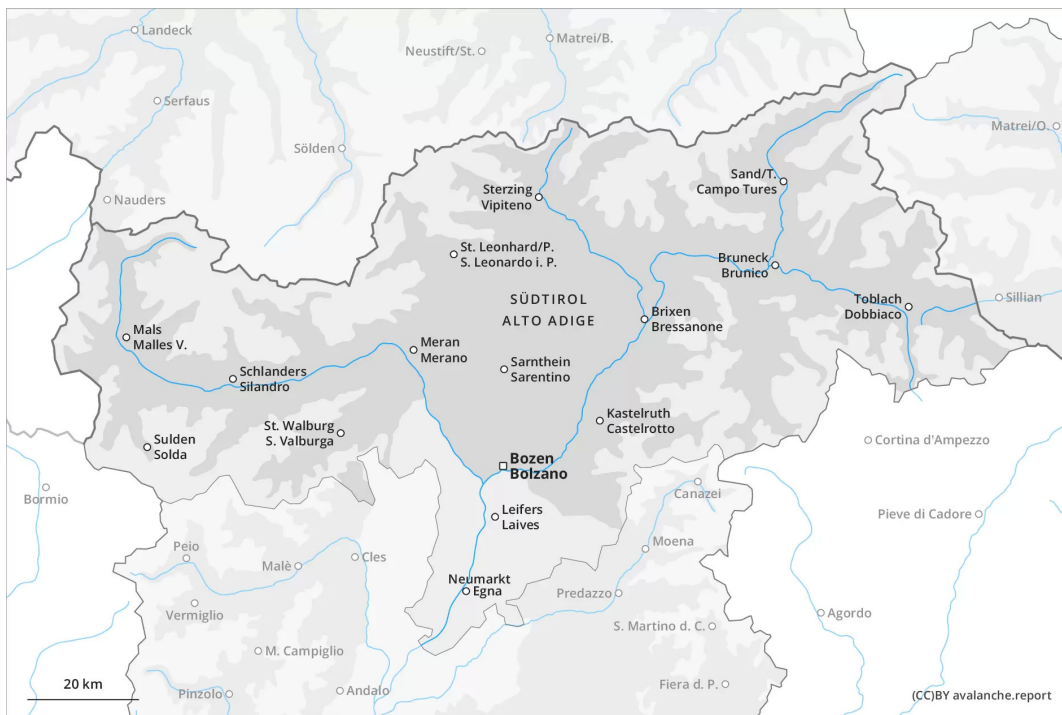 Landeck
Neustift/St.
Matrei/B.
Serfaus
Matrei/O.
Sölden
Nauders
Sand/T.
Campo Tures
Sterzing
Vipiteno
St. Leonhard/P.
S. Leonardo i. P.
Bruneck
Brunico
SÜDTIROL
ALTO ADIGE
Toblach
Dobbiaco
Sillian
Brixen
Bressanone
Mals
Malles V.
Meran
Merano
Sarnthein
Sarentino
Schlanders
Silandro
Kastelruth
Castelrotto
St. Walburg
S. Valburga
Sulden
Solda
Cortina d'Ampezzo
Bozen
Bolzano
Bormio
Canazei
Leifers
Laives
Pieve di Cadore
Moena
Peio
Malè
Cles
Neumarkt
Egna
Predazzo
Vermiglio
Agordo
S. Martino d. C.
M. Campiglio
20 km
Pinzolo
Andalo
Fiera d. P.
(CC)BY avalanche.report